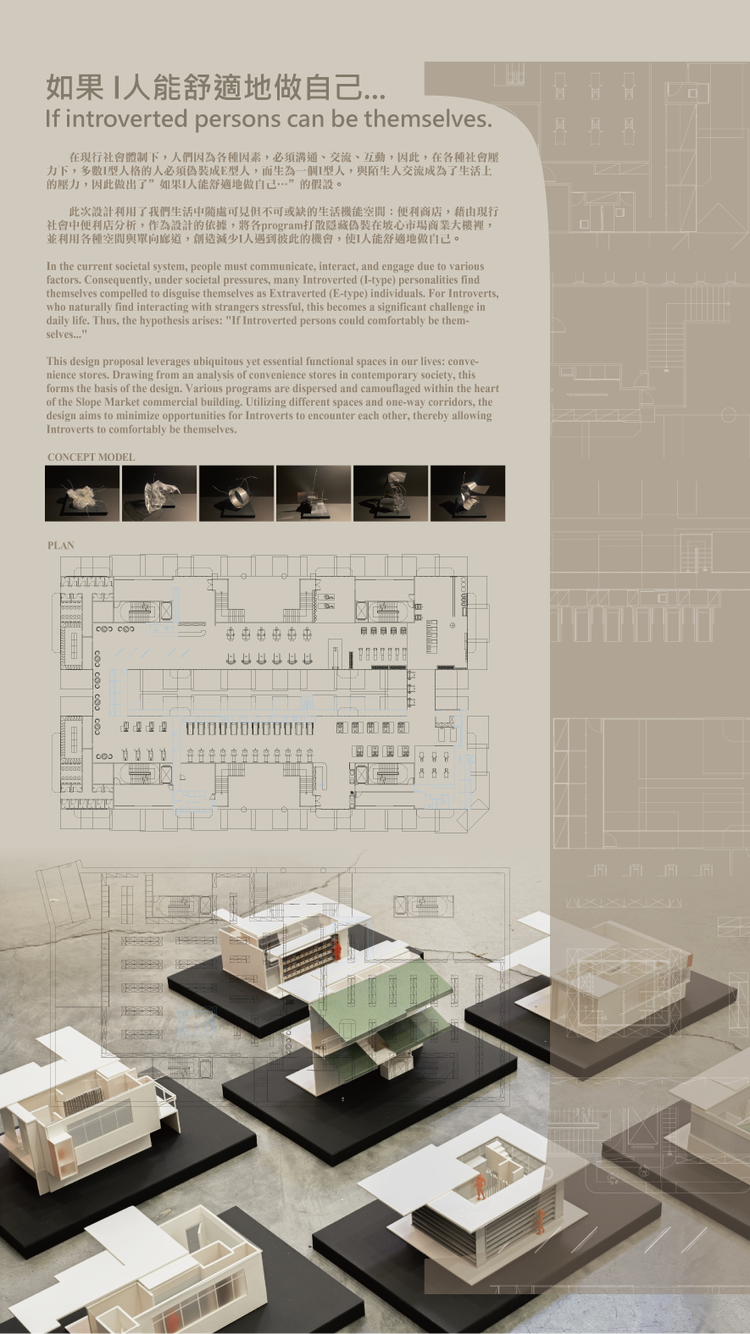 如果 I人能舒適地做自己...
If introverted persons can be themselves.
在現行社會體制下，人們因為各種因素，必須溝通、交流、互動，因此，在各種社會壓
力下，多數I型人格的人必須偽裝成E型人，而生為一個I型人，與陌生人交流成為了生活上
的壓力，因此做出了”如果I人能舒適地做自己…”的假設。
此次設計利用了我們生活中隨處可見但不可或缺的生活機能空間：便利商店，藉由現行
社會中便利店分析，作為設計的依據，將各program打散隱藏偽裝在坡心市場商業大樓裡，
並利用各種空間與單向廊道，創造減少I人遇到彼此的機會，使I人能舒適地做自己。
In the current societal system, people must communicate, interact, and engage due to various
factors. Consequently, under societal pressures, many Introverted (I-type) personalities find
themselves compelled to disguise themselves as Extraverted (E-type) individuals. For Introverts,
who naturally find interacting with strangers stressful, this becomes a significant challenge in
daily life. Thus, the hypothesis arises: "If Introverted persons could comfortably be them-
selves..."
This design proposal leverages ubiquitous yet essential functional spaces in our lives: conve-
nience stores. Drawing from an analysis of convenience stores in contemporary society, this
forms the basis of the design. Various programs are dispersed and camouflaged within the heart
of the Slope Market commercial building. Utilizing different spaces and one-way corridors, the
design aims to minimize opportunities for Introverts to encounter each other, thereby allowing
Introverts to comfortably be themselves.
CONCEPT MODEL
PLAN